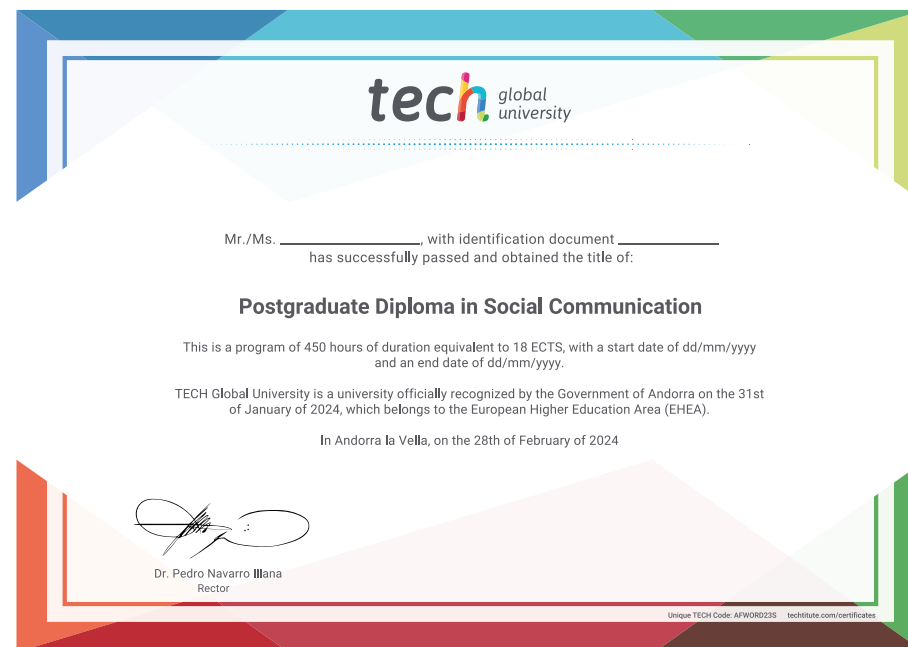 tech global
university
Mr./Ms. ____________, with identification document ____________
has successfully passed and obtained the title of:
Postgraduate Diploma in Social Communication
This is a program of 450 hours of duration equivalent to 18 ECTS, with a start date of dd/mm/yyyy
and an end date of dd/mm/yyyy.
TECH Global University is a university officially recognized by the Government of Andorra on the 31st
of January of 2024, which belongs to the European Higher Education Area (EHEA).
In Andorra la Vella, on the 28th of February of 2024
Dr. Pedro Navarro Illana
Rector
Unique TECH Code: AFWORD23S techtitute.com/certificates